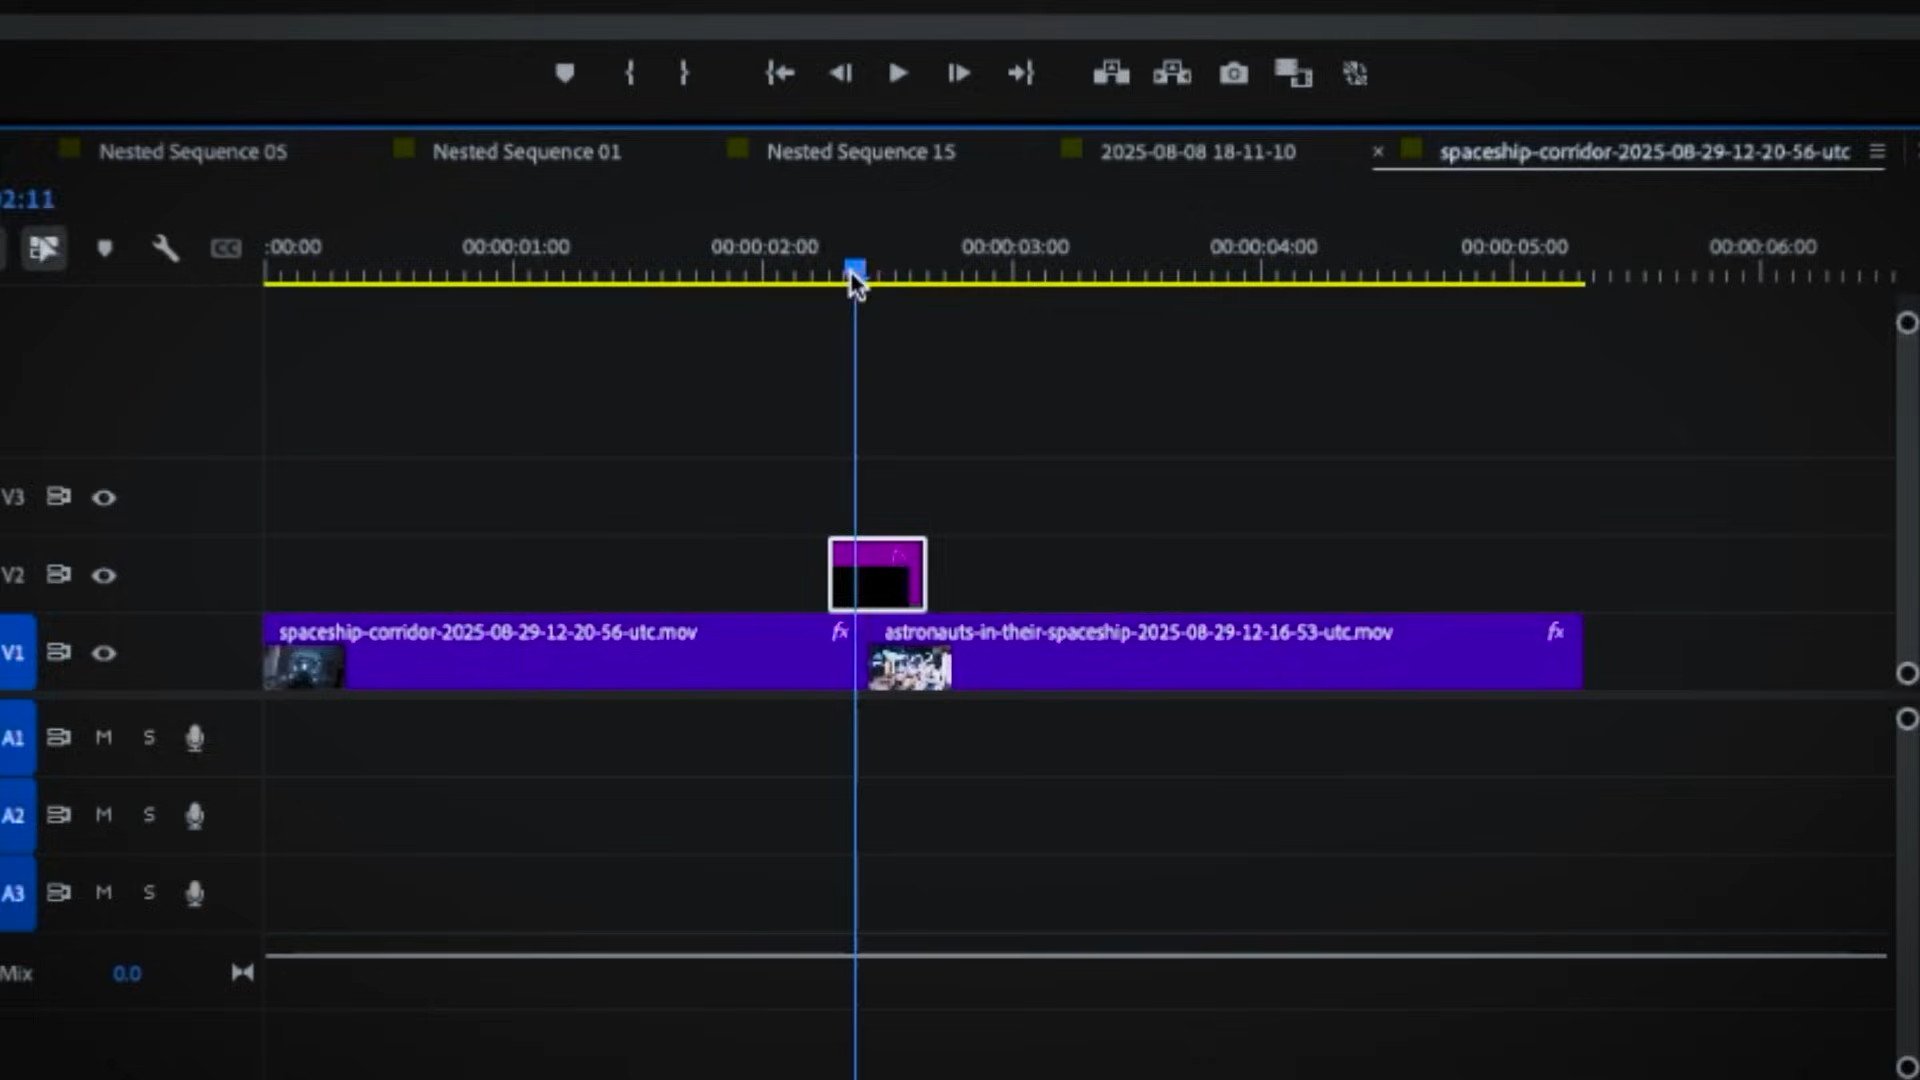 Nested Sequence 05
Nested Sequence 01
Nested Sequence 15
2025-08-08 18-11-10
× spaceship-corridor-2025-08-29-12-20-56-utc
02:11
:00:00
00:00:01:00
00:00:02:00
00:00:03:00
00:00:04:00
00:00:05:00
00:00:06:00
V3
V2
fx
V1
spaceship-corridor-2025-08-29-12-20-56-utc.mov fx
astronauts-in-their-spaceship-2025-08-29-12-16-53-utc.mov fx
A1 M S
A2 M S
A3 M S
Mix 0.0